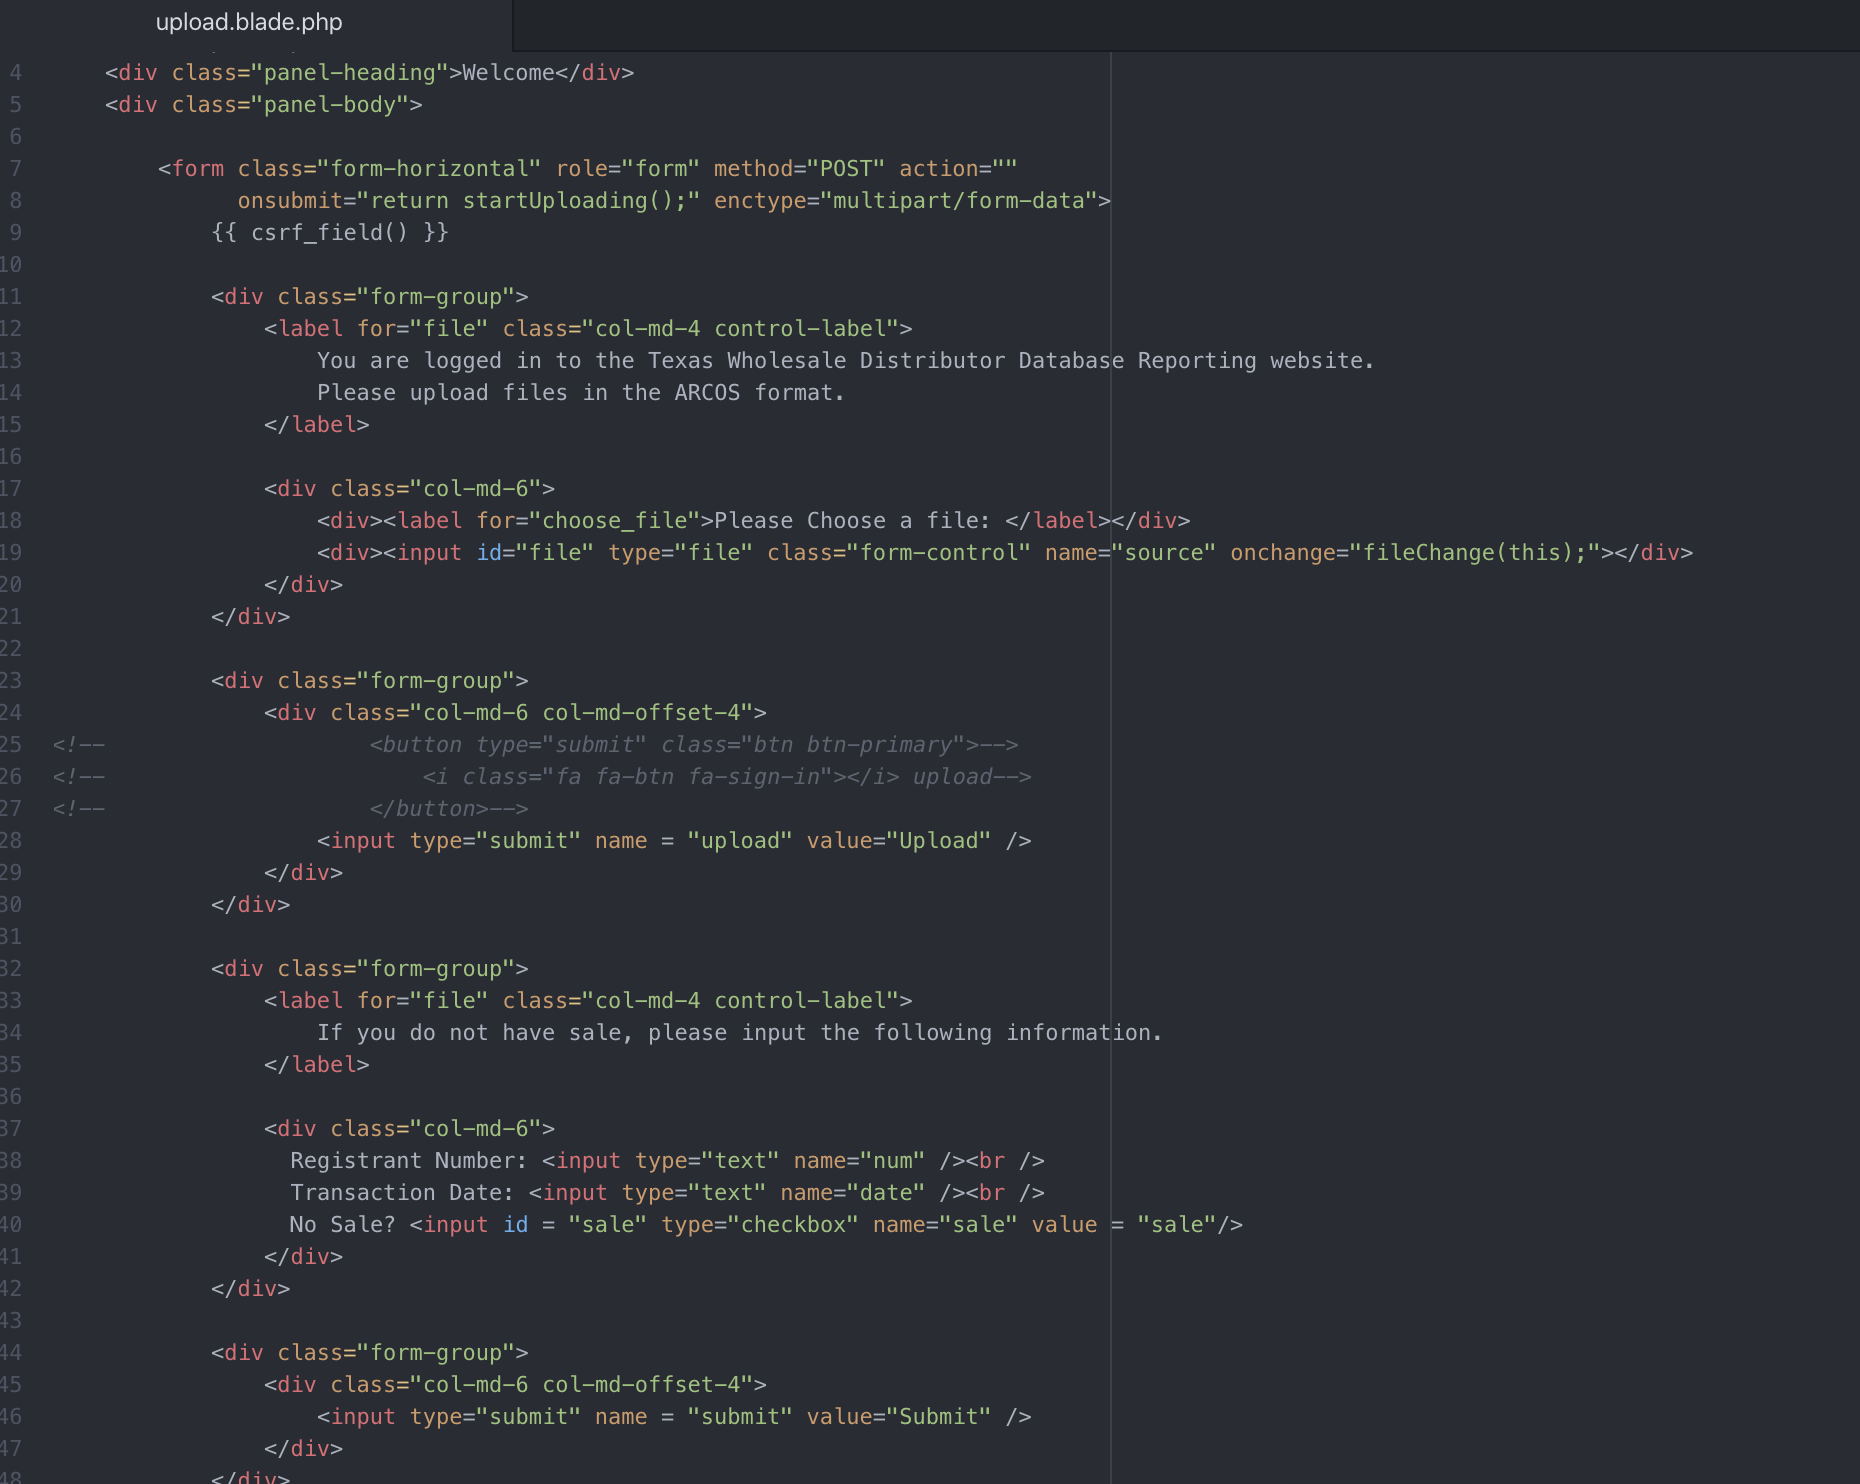 upload.blade.php
4 <div class="panel-heading">Welcome</div>
5 <div class="panel-body">
6
7 <form class="form-horizontal" role="form" method="POST" action=""
8 onsubmit="return startUploading();" enctype="multipart/form-data">
9 {{ csrf_field() }}
10
11 <div class="form-group">
12 <label for="file" class="col-md-4 control-label">
13 You are logged in to the Texas Wholesale Distributor Database Reporting website.
14 Please upload files in the ARCOS format.
15 </label>
16
17 <div class="col-md-6">
18 <div><label for="choose_file">Please Choose a file: </label></div>
19 <div><input id="file" type="file" class="form-control" name="source" onchange="fileChange(this);"></div>
20 </div>
21 </div>
22
23 <div class="form-group">
24 <div class="col-md-6 col-md-offset-4">
25 <!-- <button type="submit" class="btn btn-primary">-->
26 <!-- <i class="fa fa-btn fa-sign-in"></i> upload-->
27 <!-- </button>-->
28 <input type="submit" name = "upload" value="Upload" />
29 </div>
30 </div>
31
32 <div class="form-group">
33 <label for="file" class="col-md-4 control-label">
34 If you do not have sale, please input the following information.
35 </label>
36
37 <div class="col-md-6">
38 Registrant Number: <input type="text" name="num" /><br />
39 Transaction Date: <input type="text" name="date" /><br />
40 No Sale? <input id = "sale" type="checkbox" name="sale" value = "sale"/>
41 </div>
42 </div>
43
44 <div class="form-group">
45 <div class="col-md-6 col-md-offset-4">
46 <input type="submit" name = "submit" value="Submit" />
47 </div>
48 </div>